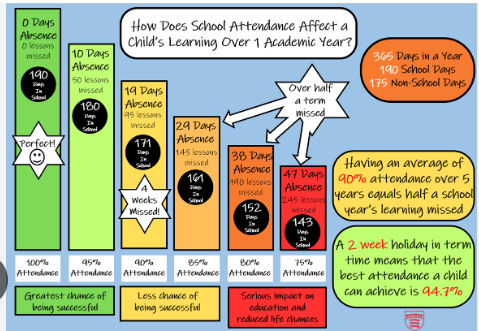 How Does School Attendance Affect a
Child's Learning Over 1 Academic Year?
365 Days in a Year
190 School Days
175 Non-School Days
0 Days
Absence
0 lessons
missed
190
Days
In
School
Perfect!
10 Days
Absence
50 lessons
missed
180
Days
In
School
19 Days
Absence
95 lessons
missed
171
Days
In
School
4
Weeks
Missed!
29 Days
Absence
145 lessons
missed
161
Days
In
School
38 Days
Absence
190 lessons
missed
152
Days
In
School
47 Days
Absence
245 lessons
missed
143
Days
In
School
Over half
a term
missed
Having an average of
90% attendance over 5
years equals half a school
year's learning missed
A 2 week holiday in term
time means that the
best attendance a child
can achieve is 94.7%
100%
Attendance
95%
Attendance
90%
Attendance
85%
Attendance
80%
Attendance
75%
Attendance
Greatest chance of
being successful
Less chance of
being successful
Serious impact on
education and
reduced life chances